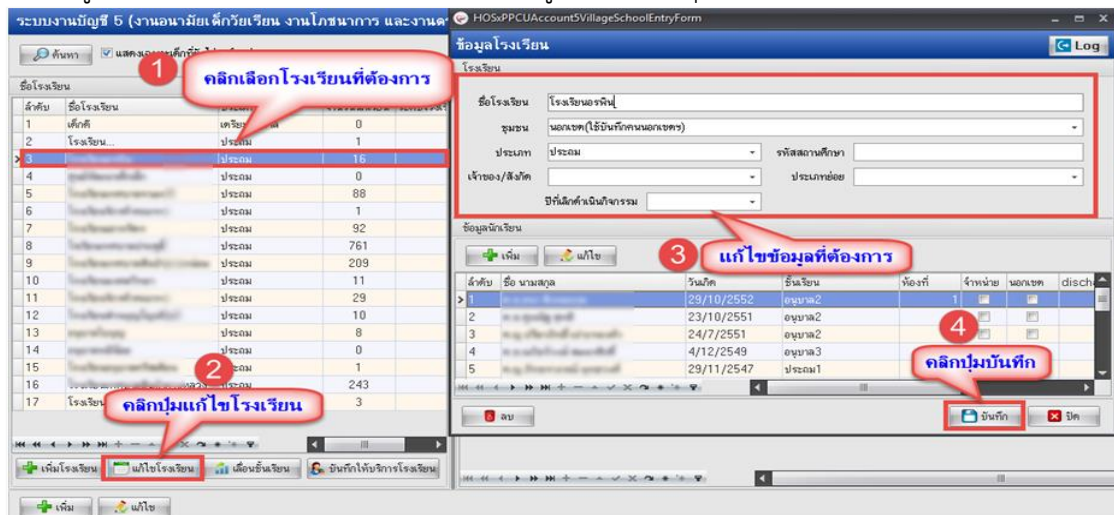 ระบบงานบัญชี 5 (งานอนามัยเด็กวัยเรียน งานโภชนาการ และงานด
ค้นหา
1
คลิกเลือกโรงเรียนที่ต้องการ
ชื่อโรงเรียน
ลำดับ ชื่อโรงเรียน
1 เด็กดี 0
2 โรงเรียน... ประถม 1
3 ประถม 16
4 ประถม 0
5 ประถม 88
6 ประถม 1
7 ประถม 92
8 ประถม 761
9 ประถม 209
10 ประถม 11
11 ประถม 29
12 ประถม 10
13 ประถม 8
14 ประถม 0
15 ประถม 1
16 ประถม 243
17 โรงเรียน 3
2
คลิกปุ่มแก้ไขโรงเรียน
เพิ่มโรงเรียน แก้ไขโรงเรียน เลื่อนชั้นเรียน บันทึกให้บริการโรงเรียน
เพิ่ม แก้ไข
HOSxPPCUAccount5VillageSchoolEntryForm
ข้อมูลโรงเรียน Log
โรงเรียน
ชื่อโรงเรียน โรงเรียนอรพิน
ชุมชน นอกเขต(ใช้บันทึกคนนอกเขตฯ)
ประเภท ประถม รหัสสถานศึกษา
เจ้าของ/สังกัด ประเภทย่อย
ปีที่เลิกดำเนินกิจกรรม
ข้อมูลนักเรียน
เพิ่ม แก้ไข
3
แก้ไขข้อมูลที่ต้องการ
ลำดับ ชื่อ นามสกุล วันเกิด ชั้นเรียน ห้องที่ จำหน่าย นอกเขต disch
1 29/10/2552 อนุบาล2 1
2 23/10/2551 อนุบาล2
3 24/7/2551 อนุบาล2
4 4/12/2549 อนุบาล3
5 29/11/2547 ประถม1
4
คลิกปุ่มบันทึก
ลบ บันทึก ปิด